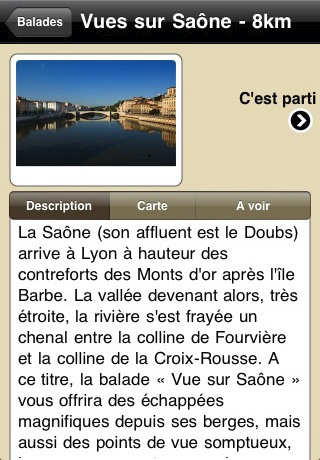 Balades
Vues sur Saône - 8km
C'est parti
Description
Carte
A voir
La Saône (son affluent est le Doubs)
arrive à Lyon à hauteur des
contreforts des Monts d'or après l'île
Barbe. La vallée devenant alors, très
étroite, la rivière s'est frayée un
chenal entre la colline de Fourvière
et la colline de la Croix-Rousse. A
ce titre, la balade « Vue sur Saône »
vous offrira des échappées
magnifiques depuis ses berges, mais
aussi des points de vue somptueux,